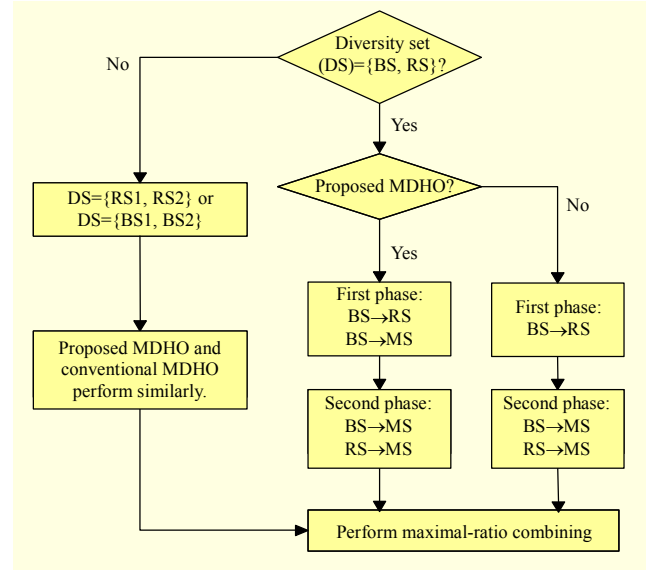 Diversity set
(DS)={BS, RS}?
No
Yes
DS={RS1, RS2} or
DS={BS1, BS2}
Proposed MDHO?
No
Yes
First phase:
BS→RS
BS→MS
First phase:
BS→RS
Proposed MDHO and
conventional MDHO
perform similarly.
Second phase:
BS→MS
RS→MS
Second phase:
BS→MS
RS→MS
Perform maximal-ratio combining